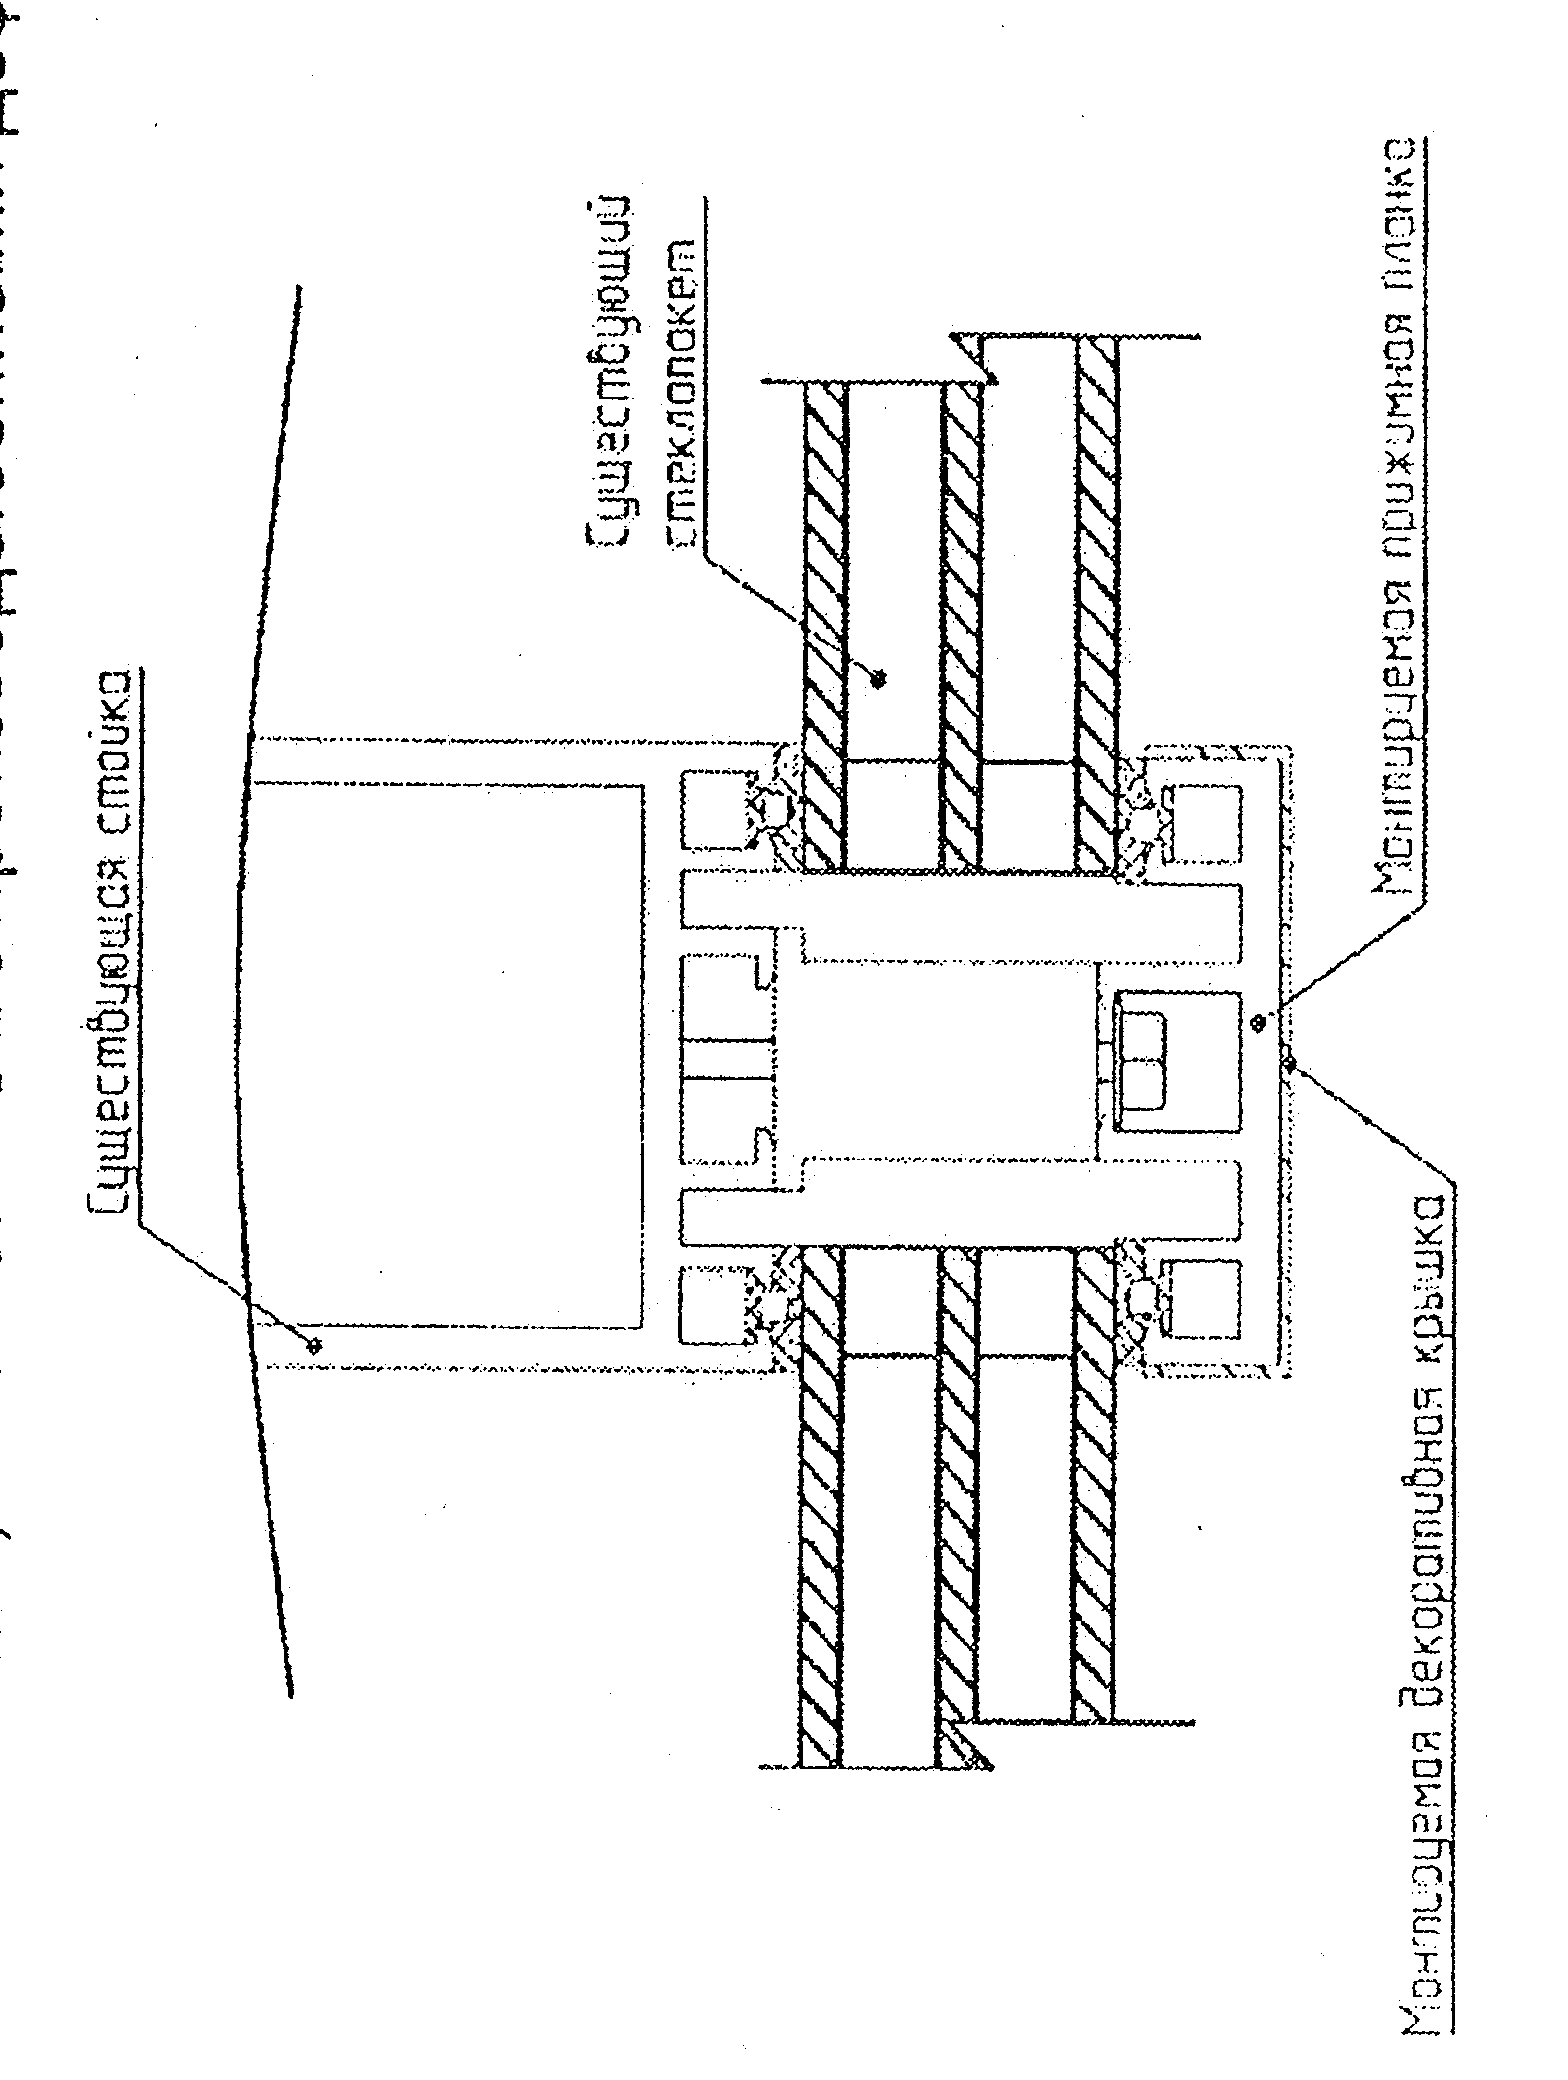 Существующая стойка
Существующий
стеклопакет
Монтируемая прижимная планка
Монтируемая декоративная крышка